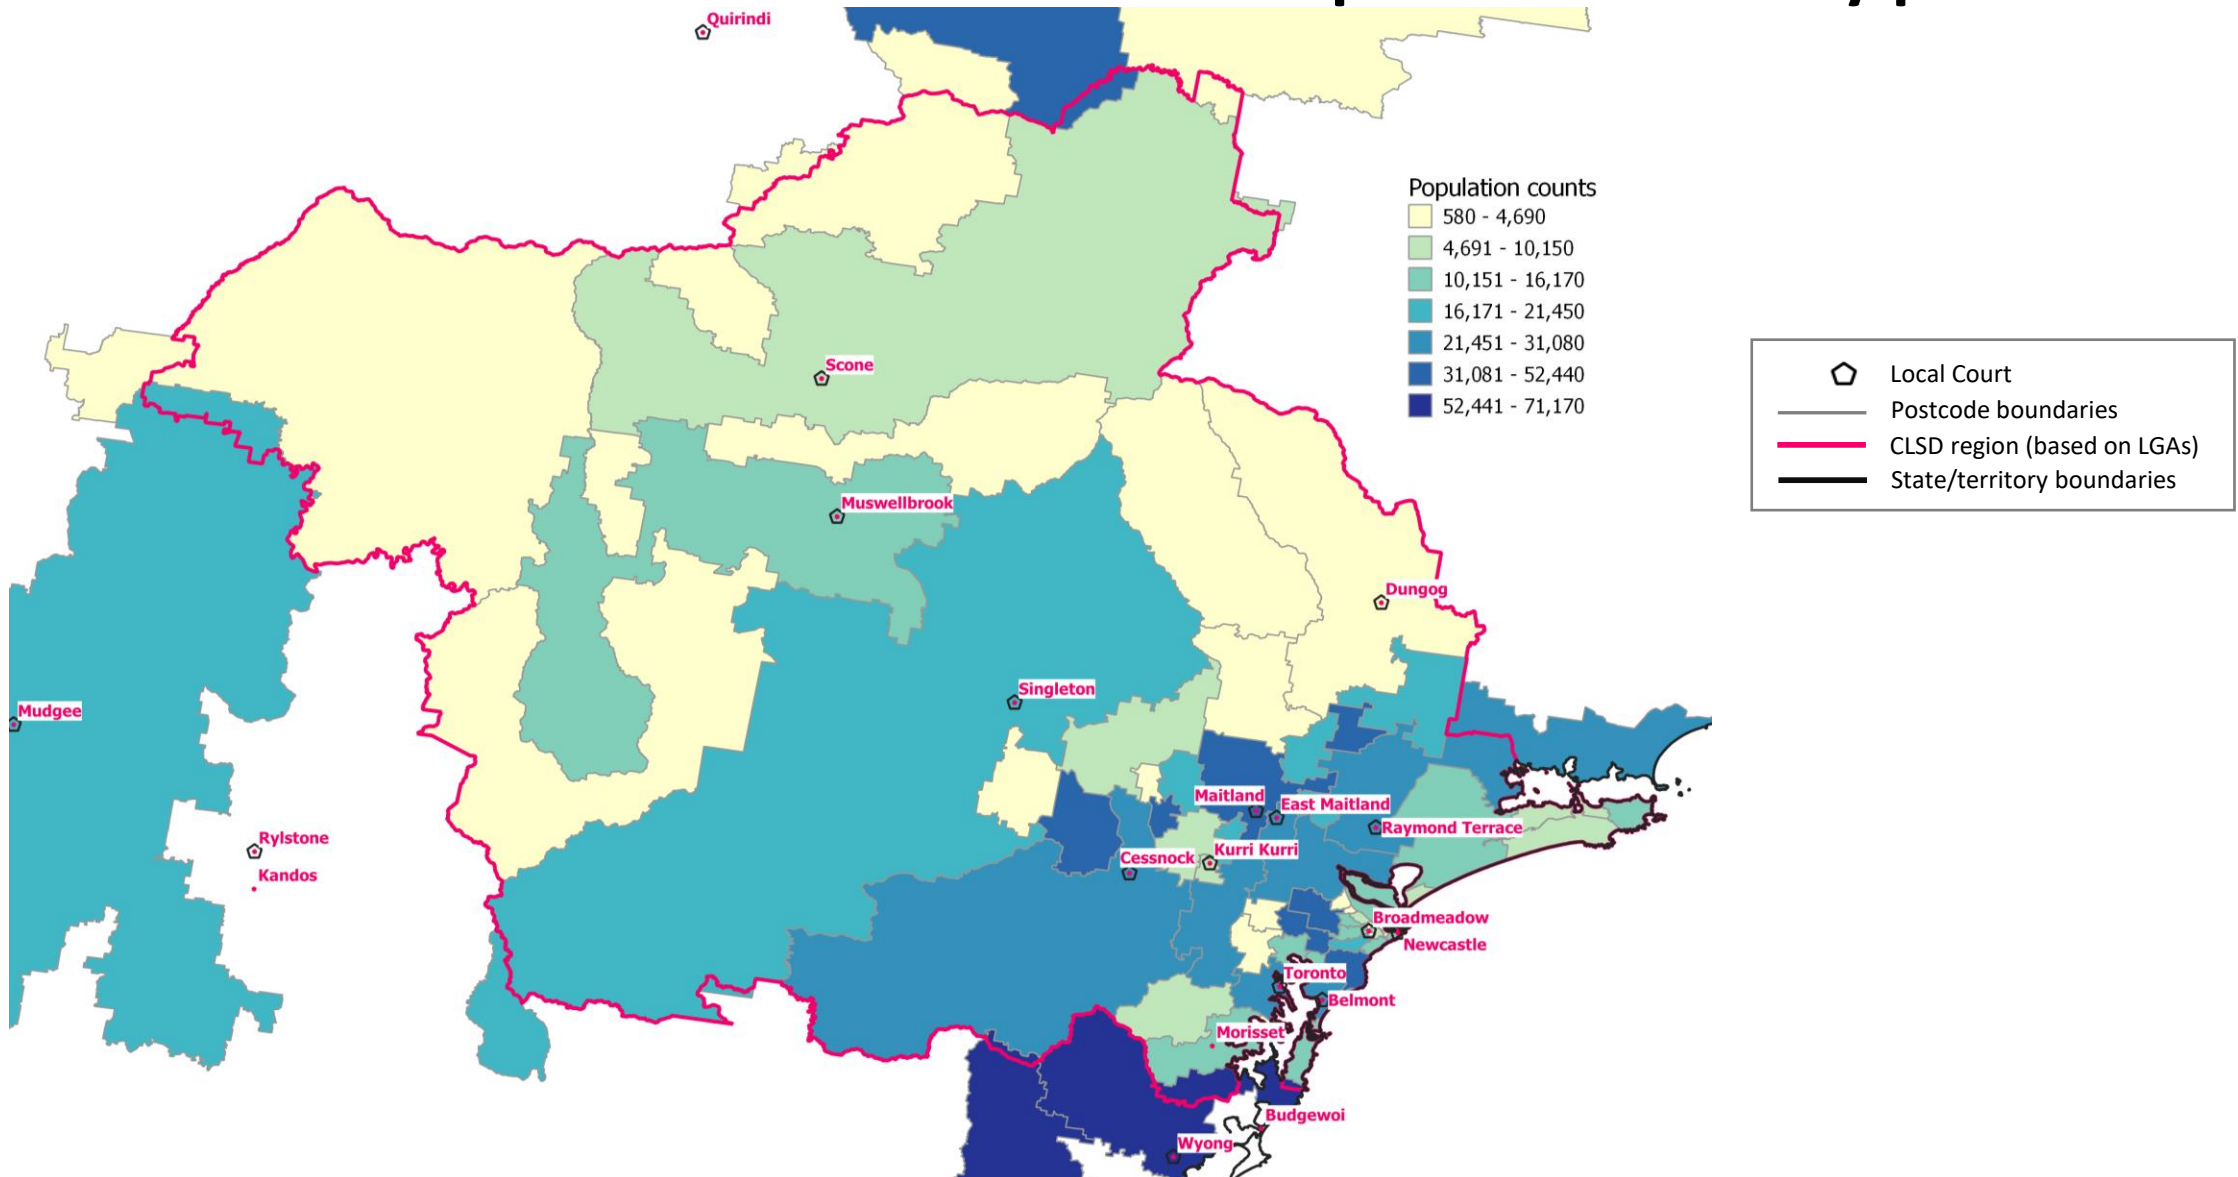 Quirindi
Population counts
580 - 4,690
4,691 - 10,150
10,151 - 16,170
16,171 - 21,450
21,451 - 31,080
31,081 - 52,440
52,441 - 71,170
Local Court
Postcode boundaries
CLSD region (based on LGAs)
State/territory boundaries
Scone
Muswellbrook
Dungog
Singleton
Mudgee
Maitland
East Maitland
Raymond Terrace
Rylstone
Kurri Kurri
Cessnock
Kandos
Broadmeadow
Newcastle
Toronto
Belmont
Morisset
Budgewoi
Wyong